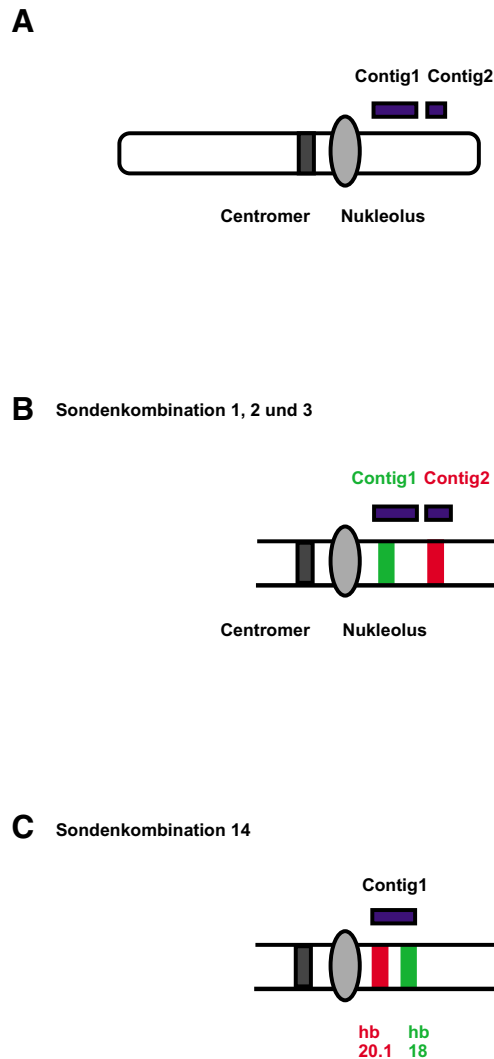 A
Contig1 Contig2
Centromer Nukleolus
B Sondenkombination 1, 2 und 3
Contig1 Contig2
Centromer Nukleolus
C Sondenkombination 14
Contig1
hb hb
20.1 18